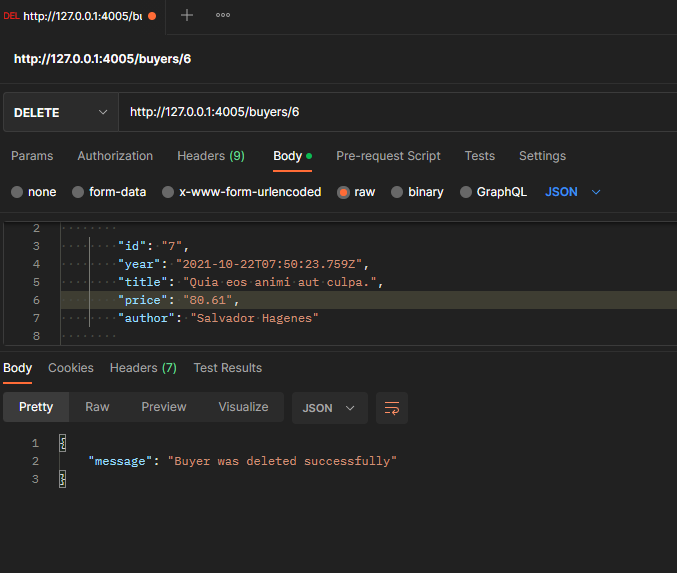 DEL http://127.0.0.1:4005/bu
http://127.0.0.1:4005/buyers/6
DELETE http://127.0.0.1:4005/buyers/6
Params Authorization Headers (9) Body Pre-request Script Tests Settings
none form-data x-www-form-urlencoded raw binary GraphQL JSON
2
3 "id": "7",
4 "year": "2021-10-22T07:50:23.759Z",
5 "title": "Quia eos animi aut culpa.",
6 "price": "80.61",
7 "author": "Salvador Hagenes"
8
Body Cookies Headers (7) Test Results
Pretty Raw Preview Visualize JSON
1 {
2 "message": "Buyer was deleted successfully"
3 }